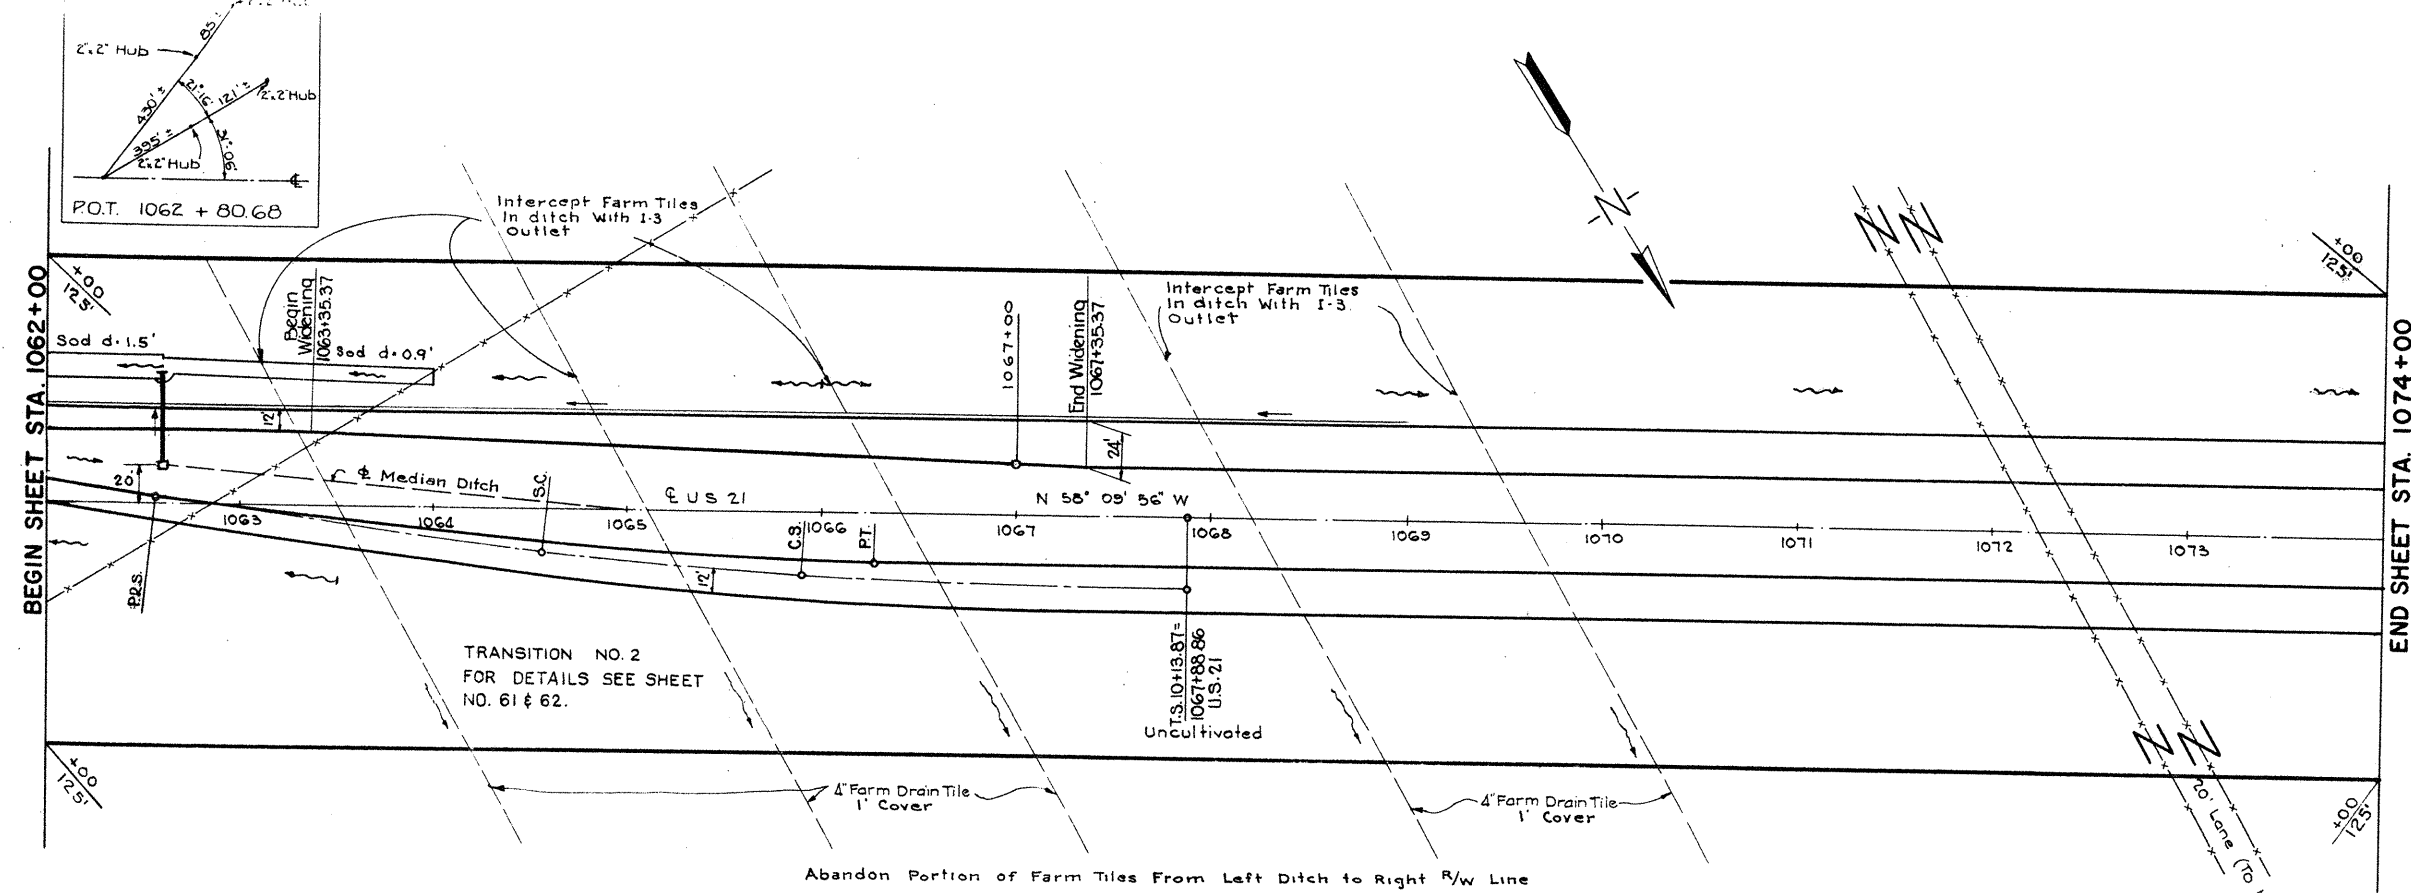 85'
2"x2" Hub
430' ±
21°-16'
121' ±
2"x2" Hub
395' ±
31°-06'
2"x2" Hub
℄
P.O.T. 1062 + 80.68
Intercept Farm Tiles
In ditch With I-3
Outlet
+00
125'
BEGIN SHEET STA. 1062+00
Sod d=1.5'
Begin
Widening
1063+35.37
Sod d=0.9'
12'
1067+00
End Widening
1067+35.37
Intercept Farm Tiles
In ditch With I-3
Outlet
N
+00
125'
END SHEET STA. 1074+00
24'
20'
℄ Median Ditch
S.C.
℄ U S 21
N 58° 09' 56" W
1063
1064
1065
1066
1067
1068
1069
1070
1071
1072
1073
P.R.S.
C.S.
P.T.
12'
TRANSITION NO. 2
FOR DETAILS SEE SHEET
NO. 61 & 62.
T.S. 10+13.87=
1067+88.86
U.S. 21
Uncultivated
+00
125'
4" Farm Drain Tile
1' Cover
4" Farm Drain Tile
1' Cover
20' Lane (To
+00
125'
Abandon Portion of Farm Tiles From Left Ditch to Right R/W Line